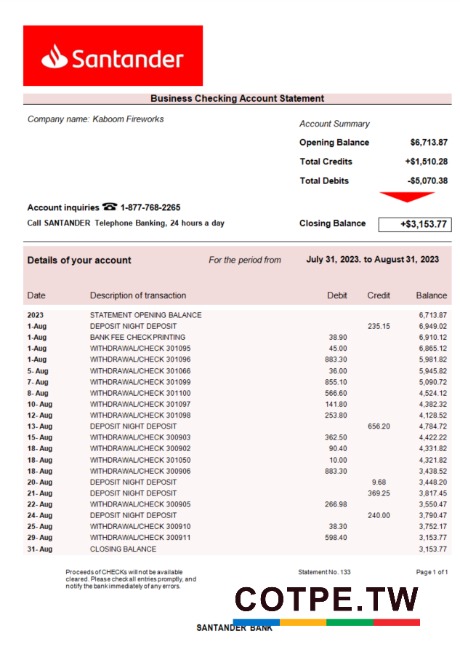 Santander
Business Checking Account Statement
Company name: Kaboom Fireworks
Account Summary
Opening Balance $6,713.87
Total Credits +$1,510.28
Total Debits -$5,070.38
Account inquiries ☎ 1-877-768-2265
Call SANTANDER Telephone Banking, 24 hours a day
Closing Balance +$3,153.77
Details of your account For the period from July 31, 2023. to August 31, 2023
Date Description of transaction Debit Credit Balance
2023 STATEMENT OPENING BALANCE 6,713.87
1-Aug DEPOSIT NIGHT DEPOSIT 235.15 6,949.02
1-Aug BANK FEE CHECK PRINTING 38.90 6,910.12
1-Aug WITHDRAWAL/CHECK 301095 45.00 6,865.12
1-Aug WITHDRAWAL/CHECK 301096 883.30 5,981.82
5- Aug WITHDRAWAL/CHECK 301066 36.00 5,945.82
7- Aug WITHDRAWAL/CHECK 301099 855.10 5,090.72
8- Aug WITHDRAWAL/CHECK 301100 566.60 4,524.12
10- Aug WITHDRAWAL/CHECK 301097 141.80 4,382.32
12- Aug WITHDRAWAL/CHECK 301098 253.80 4,128.52
13- Aug DEPOSIT NIGHT DEPOSIT 656.20 4,784.72
15- Aug WITHDRAWAL/CHECK 300903 362.50 4,422.22
18- Aug WITHDRAWAL/CHECK 300902 90.40 4,331.82
18- Aug WITHDRAWAL/CHECK 301050 10.00 4,321.82
18- Aug WITHDRAWAL/CHECK 300906 883.30 3,438.52
20- Aug DEPOSIT NIGHT DEPOSIT 9.68 3,448.20
21- Aug DEPOSIT NIGHT DEPOSIT 369.25 3,817.45
22- Aug WITHDRAWAL/CHECK 300905 266.98 3,550.47
24- Aug DEPOSIT NIGHT DEPOSIT 240.00 3,790.47
25- Aug WITHDRAWAL/CHECK 300910 38.30 3,752.17
29- Aug WITHDRAWAL/CHECK 300911 598.40 3,153.77
31- Aug CLOSING BALANCE 3,153.77
Proceeds of CHECKs will not be available Statement No. 133 Page 1 of 1
cleared. Please check all entries promptly, and
notify the bank immediately of any errors.
COTPE.TW
SANTANDER BANK